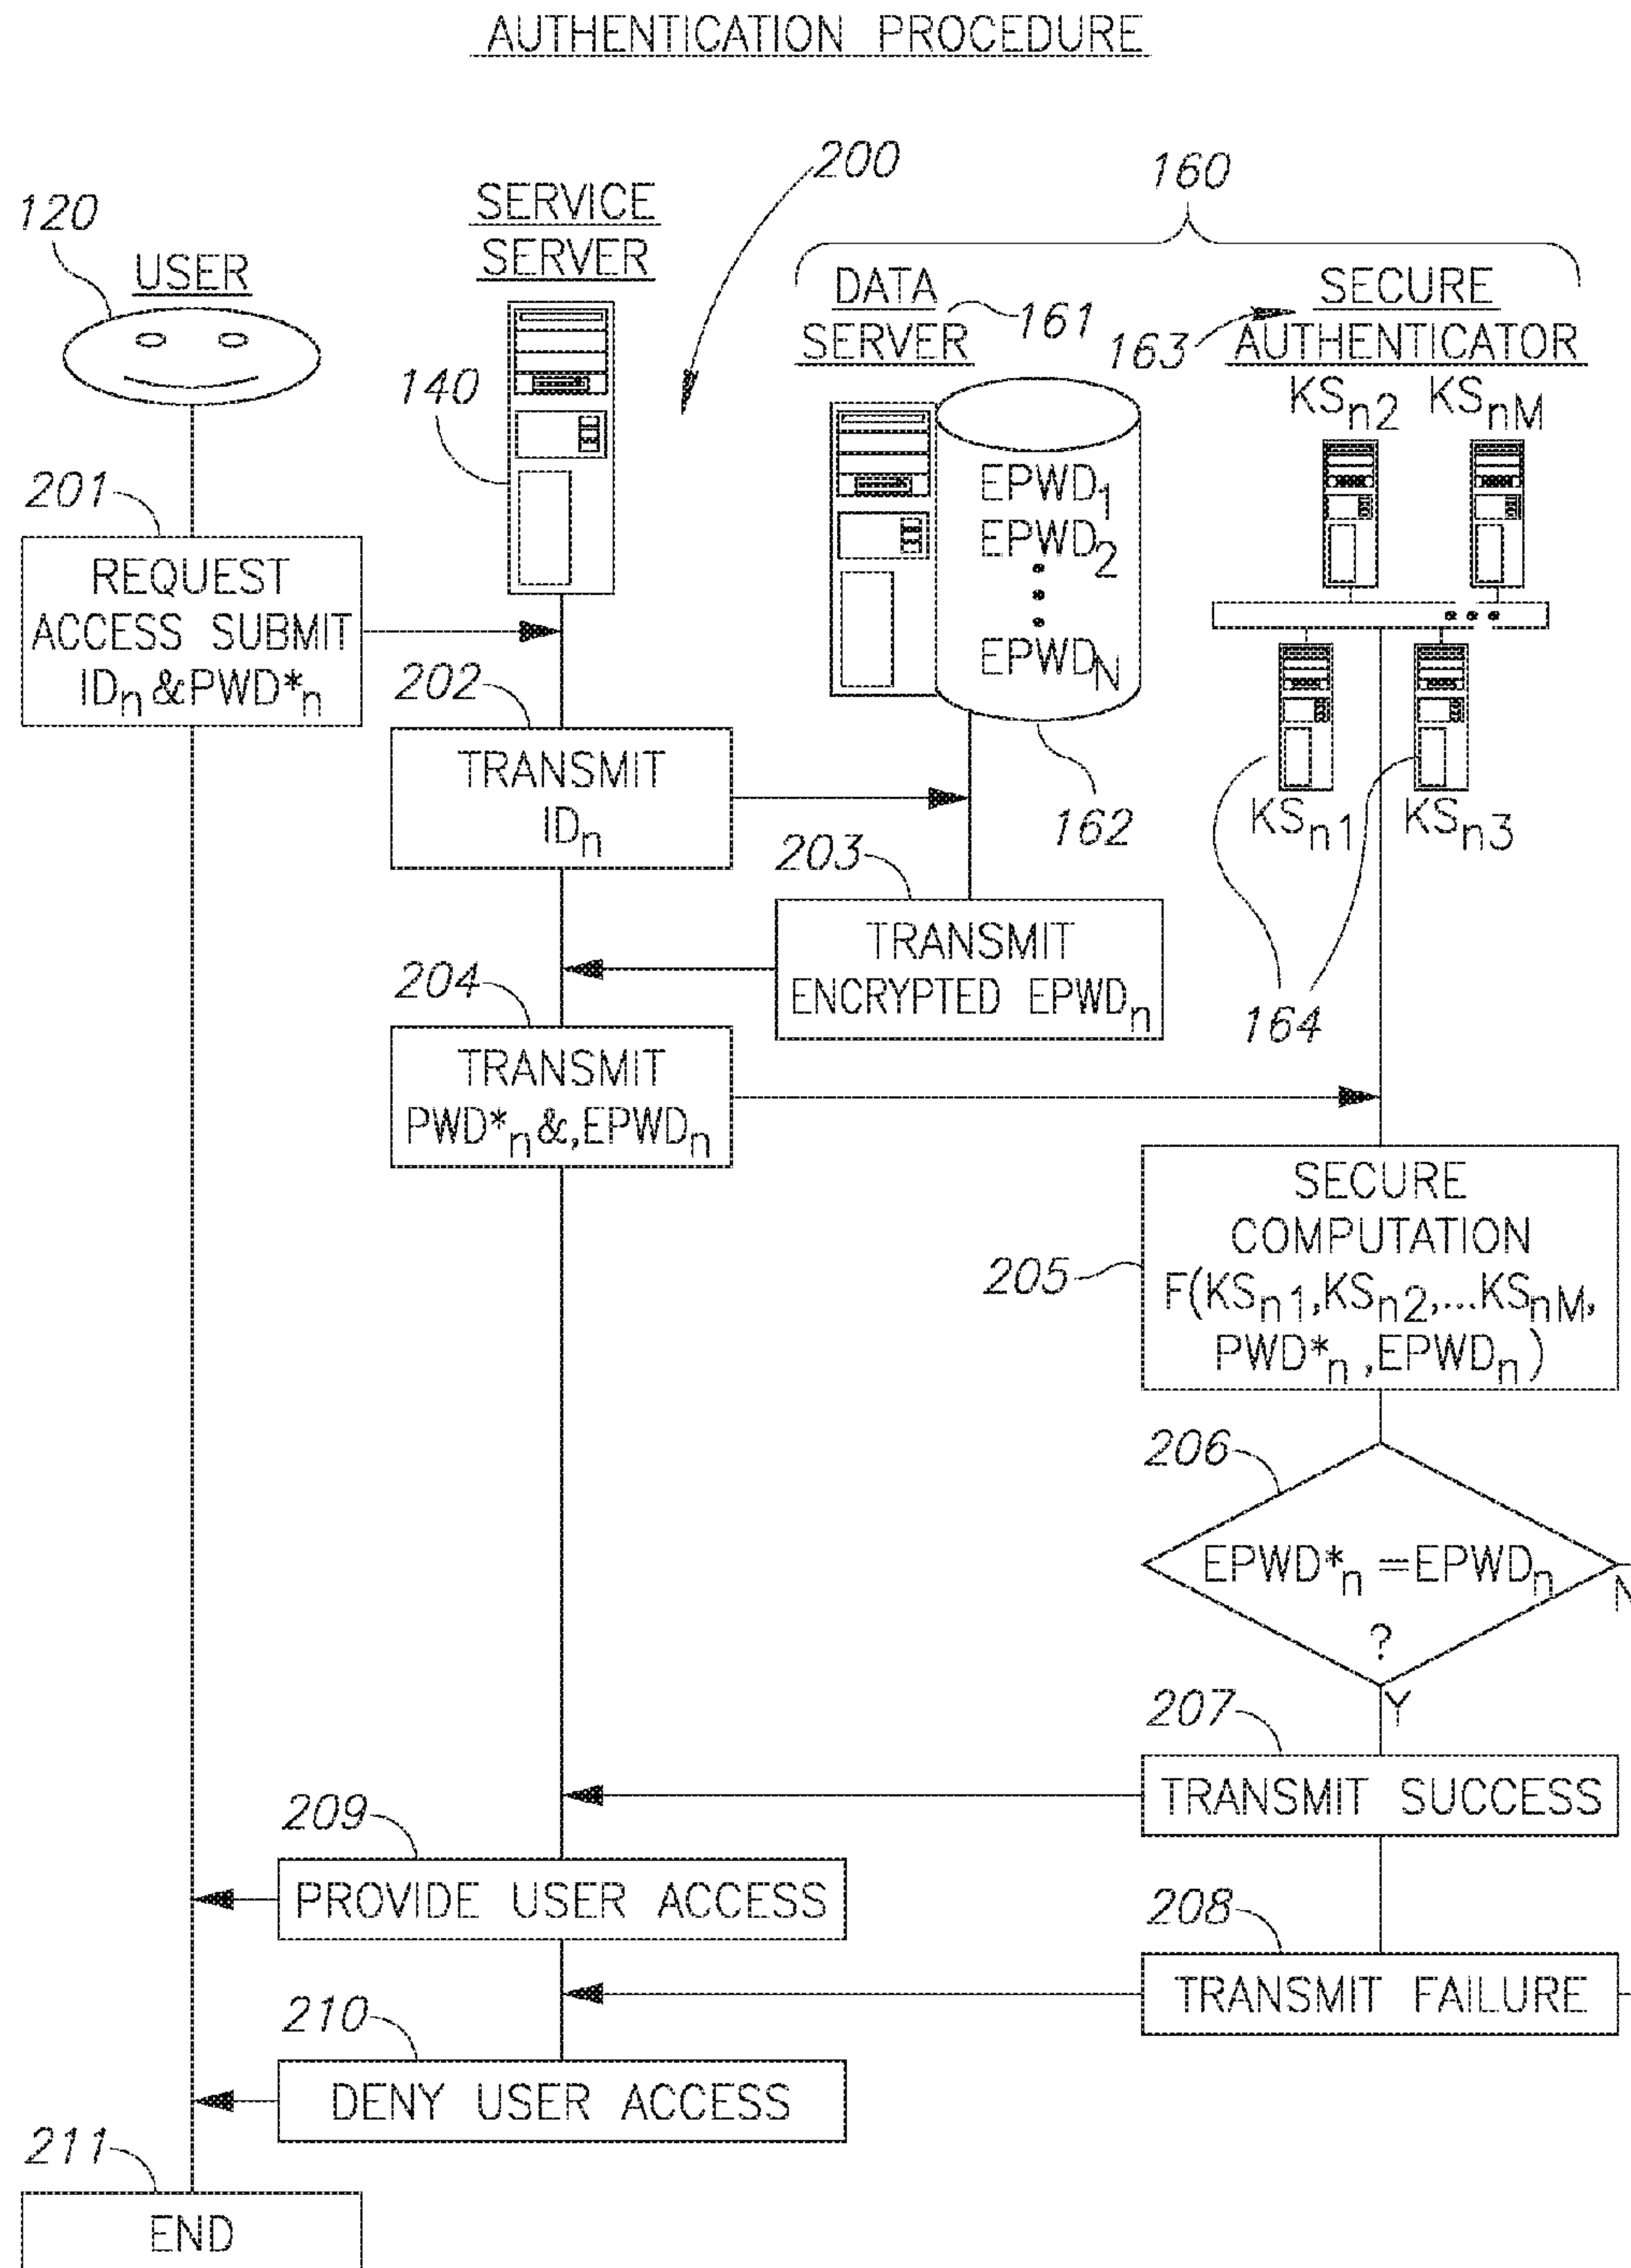 AUTHENTICATION PROCEDURE
200
160
120
USER
SERVICE
SERVER
DATA
SERVER
161
163
SECURE
AUTHENTICATOR
140
KSn2 KSnM
EPWD1
EPWD2
EPWDN
201
REQUEST
ACCESS SUBMIT
IDn&PWD*n
202
TRANSMIT
IDn
162
KSn1 KSn3
203
TRANSMIT
ENCRYPTED EPWDn
164
204
TRANSMIT
PWD*n&,EPWDn
205
SECURE
COMPUTATION
F(KSn1,KSn2,...KSnM,
PWD*n,EPWDn)
206
EPWD*n=EPWDn
?
N
Y
207
TRANSMIT SUCCESS
209
PROVIDE USER ACCESS
208
TRANSMIT FAILURE
210
DENY USER ACCESS
211
END